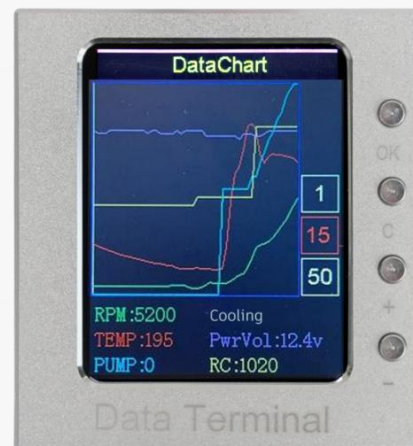 DataChart
1
15
50
RPM:5200 Cooling
TEMP:195 PwrVol:12.4v
PUMP:0 RC:1020
OK
C
+
-
Data Terminal